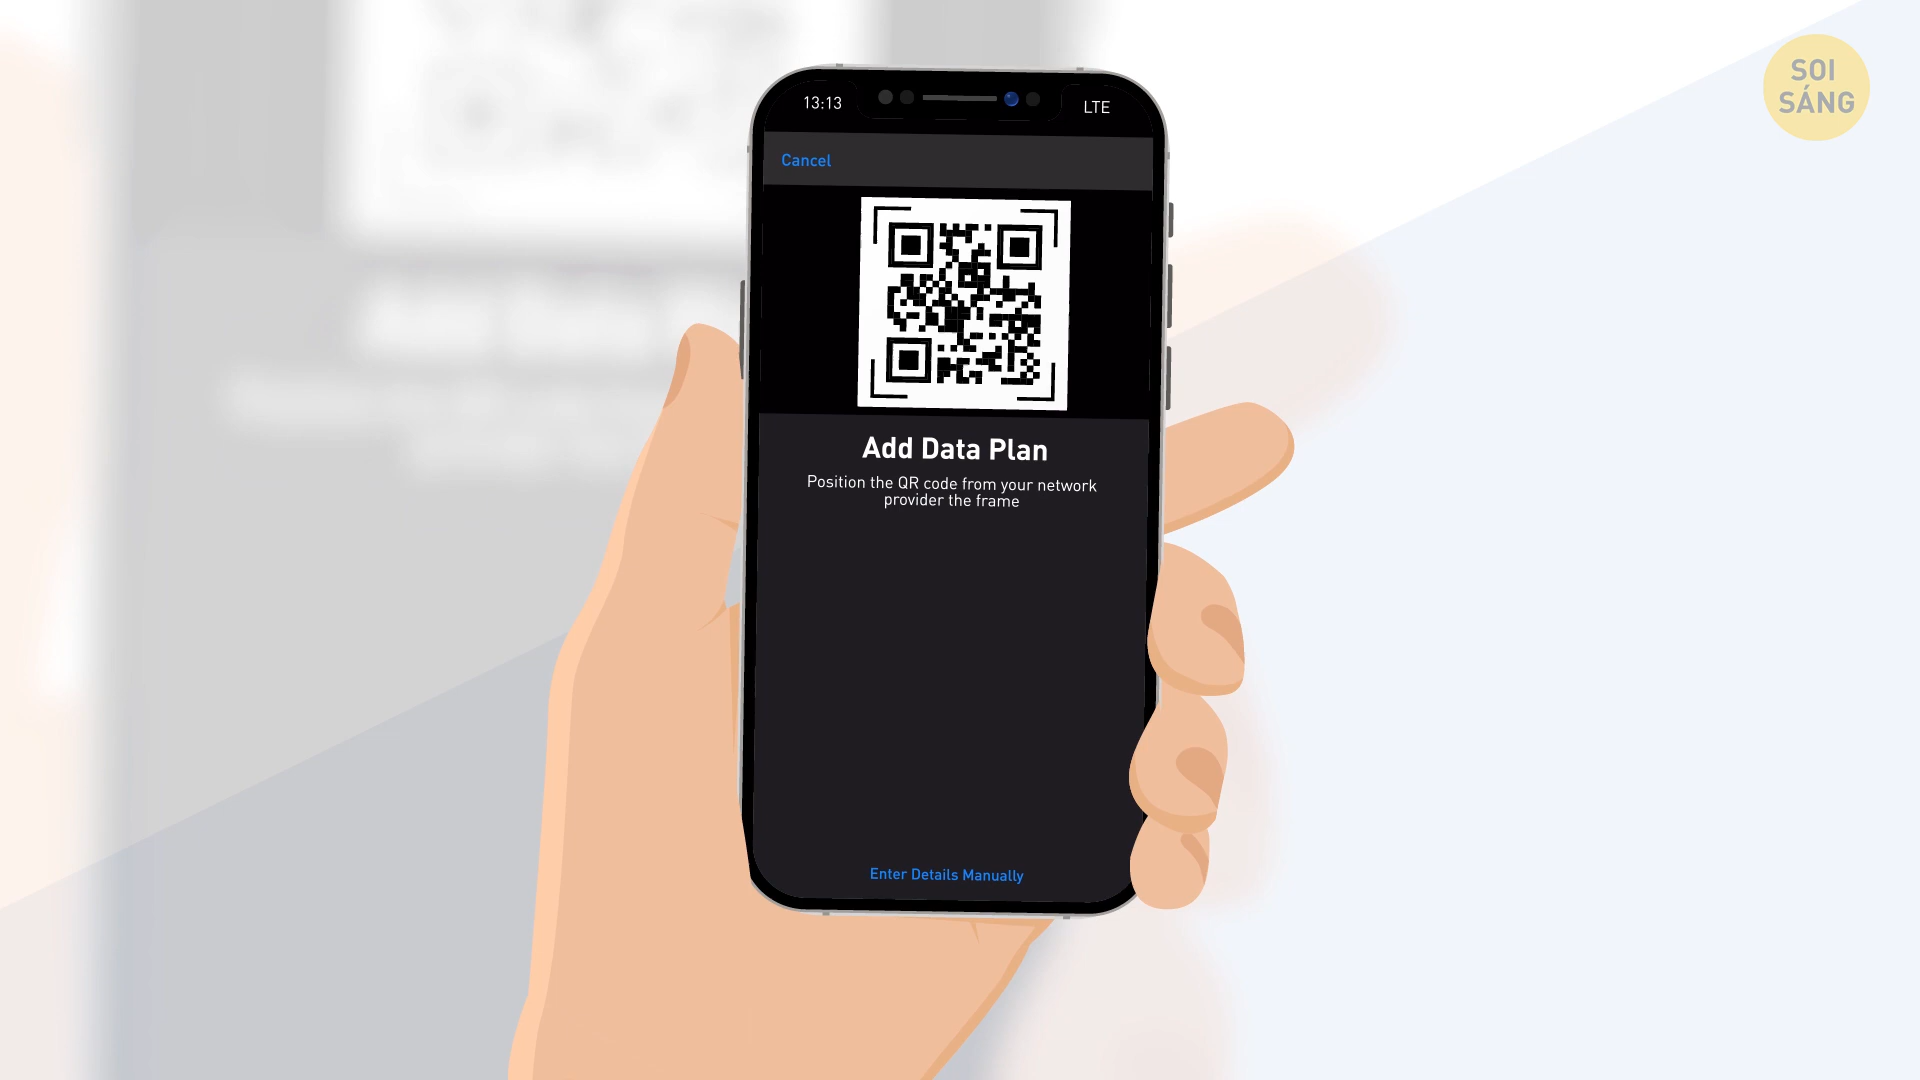 SOI
SÁNG
13:13
LTE
Cancel
Add Data Plan
Position the QR code from your network
provider the frame
Enter Details Manually